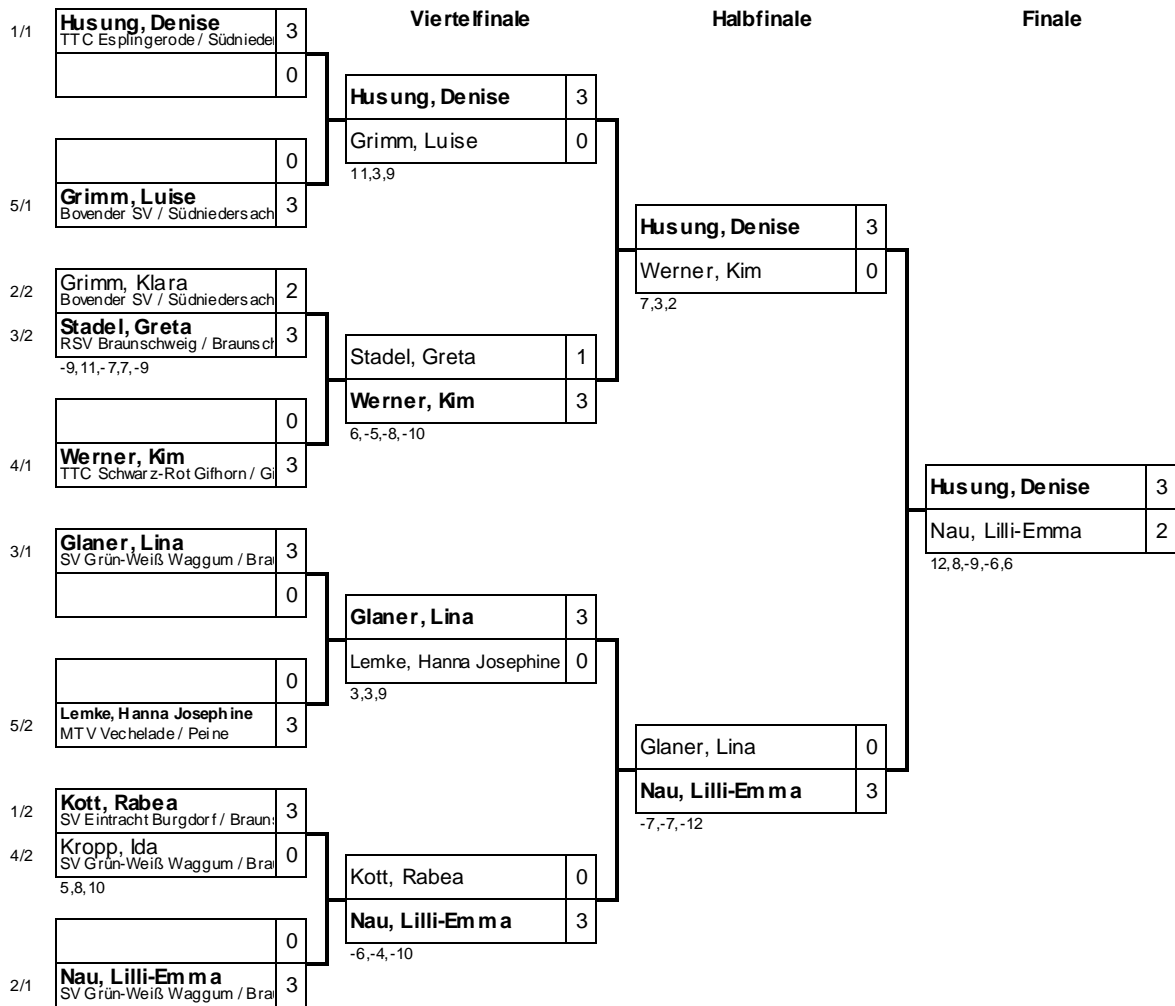 Viertelfinale Halbfinale Finale
1/1 Husung, Denise 3
TTC Esplingerode / Südnieder
0
Husung, Denise 3
Grimm, Luise 0
11,3,9
0
5/1 Grimm, Luise 3
Bovender SV / Südniedersach
Husung, Denise 3
Werner, Kim 0
7,3,2
2/2 Grimm, Klara 2
Bovender SV / Südniedersach
3/2 Stadel, Greta 3
RSV Braunschweig / Braunsch
-9,11,-7,7,-9
Stadel, Greta 1
Werner, Kim 3
6,-5,-8,-10
0
4/1 Werner, Kim 3
TTC Schwarz-Rot Gifhorn / Gi
Husung, Denise 3
Nau, Lilli-Emma 2
12,8,-9,-6,6
3/1 Glaner, Lina 3
SV Grün-Weiß Waggum / Brau
0
Glaner, Lina 3
Lemke, Hanna Josephine 0
3,3,9
0
5/2 Lemke, Hanna Josephine 3
MTV Vechelade / Peine
Glaner, Lina 0
Nau, Lilli-Emma 3
-7,-7,-12
1/2 Kott, Rabea 3
SV Eintracht Burgdorf / Brauns
4/2 Kropp, Ida 0
SV Grün-Weiß Waggum / Brau
5,8,10
Kott, Rabea 0
Nau, Lilli-Emma 3
-6,-4,-10
0
2/1 Nau, Lilli-Emma 3
SV Grün-Weiß Waggum / Brau